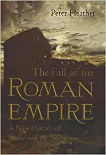 Peter Heather
The Fall of the
ROMAN
EMPIRE
A New History of
Rome and the Barbarians